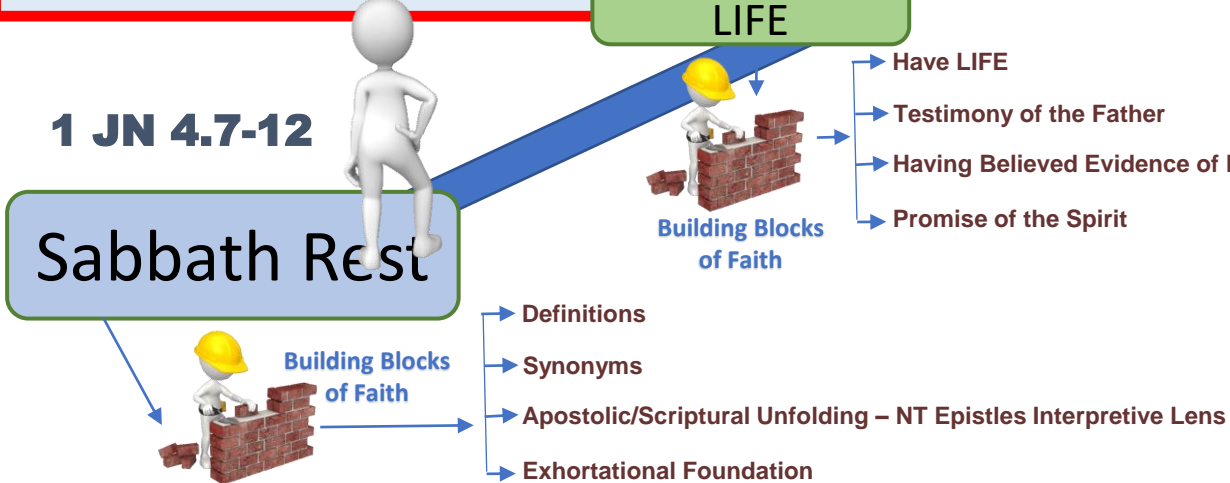 LIFE
1 JN 4.7-12
Have LIFE
Testimony of the Father
Having Believed Evidence of
Promise of the Spirit
Building Blocks
of Faith
Sabbath Rest
Building Blocks
of Faith
Definitions
Synonyms
Apostolic/Scriptural Unfolding – NT Epistles Interpretive Lens
Exhortational Foundation